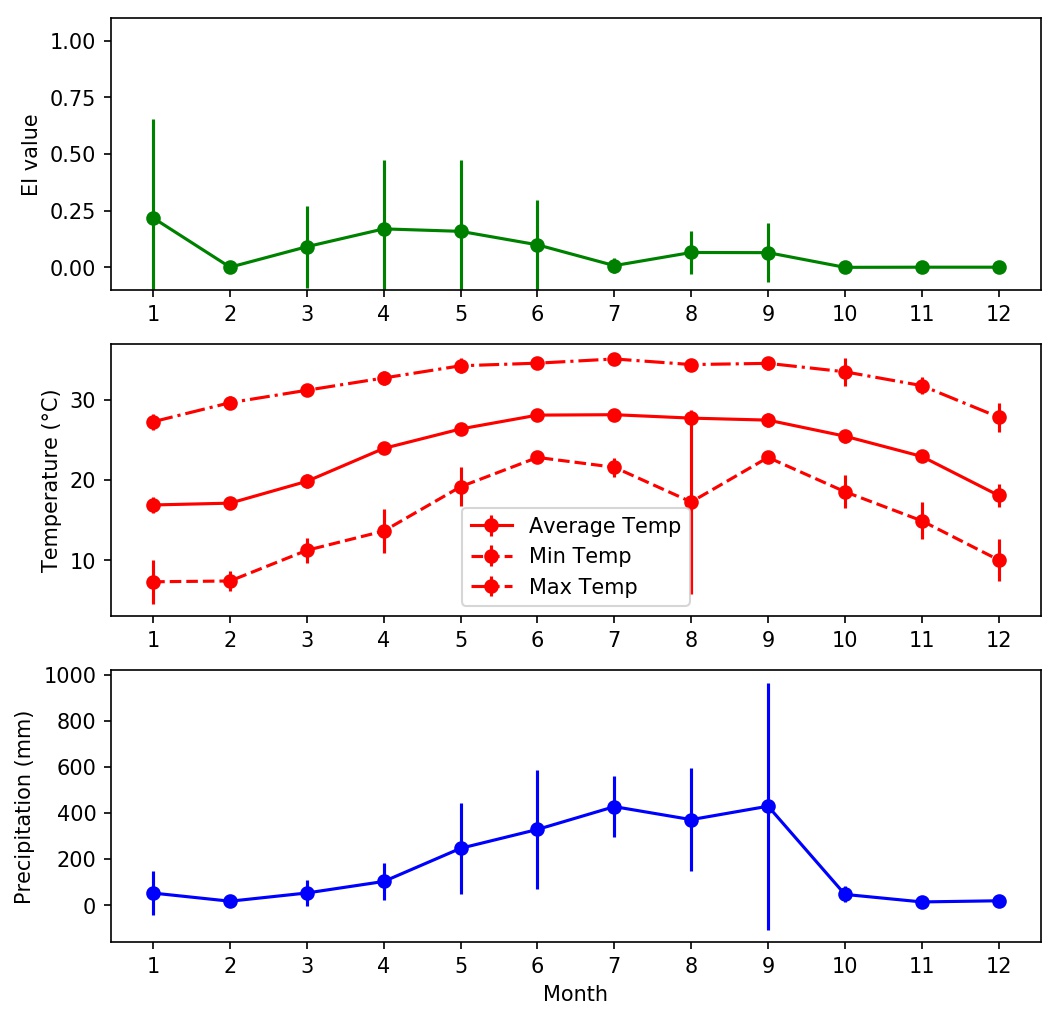 EI value
1.00
0.75
0.50
0.25
0.00
1 2 3 4 5 6 7 8 9 10 11 12
Temperature (°C)
30
20
10
Average Temp
Min Temp
Max Temp
1 2 3 4 5 6 7 8 9 10 11 12
Precipitation (mm)
1000
800
600
400
200
0
1 2 3 4 5 6 7 8 9 10 11 12
Month